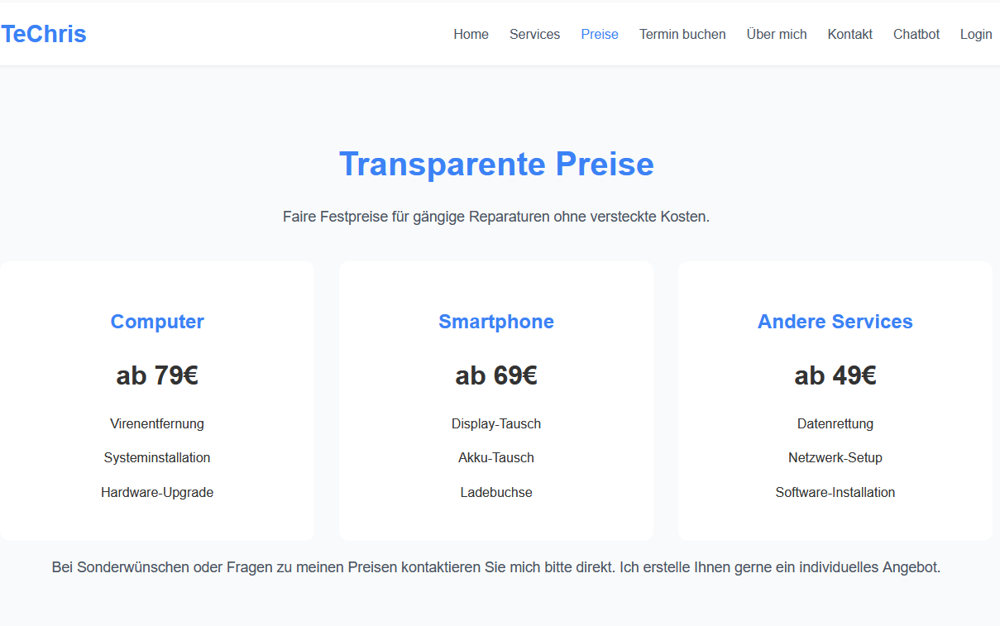 TeChris
Home Services Preise Termin buchen Über mich Kontakt Chatbot Login
Transparente Preise
Faire Festpreise für gängige Reparaturen ohne versteckte Kosten.
Computer
ab 79€
Virenentfernung
Systeminstallation
Hardware-Upgrade
Smartphone
ab 69€
Display-Tausch
Akku-Tausch
Ladebuchse
Andere Services
ab 49€
Datenrettung
Netzwerk-Setup
Software-Installation
Bei Sonderwünschen oder Fragen zu meinen Preisen kontaktieren Sie mich bitte direkt. Ich erstelle Ihnen gerne ein individuelles Angebot.